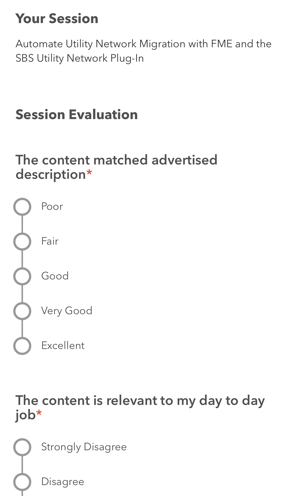 Your Session
Automate Utility Network Migration with FME and the
SBS Utility Network Plug-In
Session Evaluation
The content matched advertised
description*
Poor
Fair
Good
Very Good
Excellent
The content is relevant to my day to day
job*
Strongly Disagree
Disagree